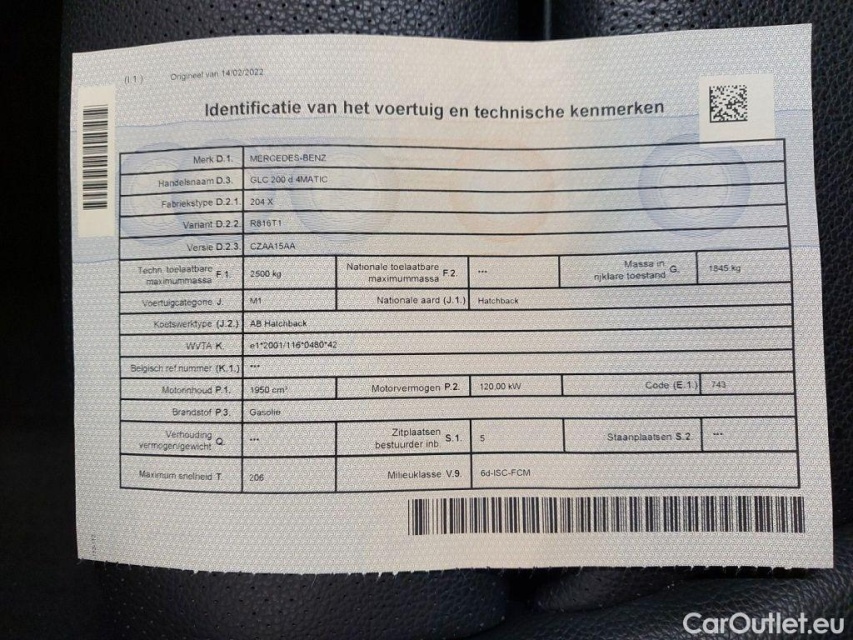 (I.1.) Origineel van 14/02/2022
Identificatie van het voertuig en technische kenmerken
Merk D.1. MERCEDES-BENZ
Handelsnaam D.3. GLC 200 d 4MATIC
Fabriekstype D.2.1. 204 X
Variant D.2.2. R816T1
Versie D.2.3. CZAA15AA
Techn. toelaatbare maximummassa F.1. 2500 kg Nationale toelaatbare maximummassa F.2. --- Massa in rijklare toestand G. 1845 kg
Voertuigcategorie J. M1 Nationale aard (J.1.) Hatchback
Koetswerktype (J.2.) AB Hatchback
WVTA K. e1*2001/116*0480*42
Belgisch ref.nummer (K.1.) ---
Motorinhoud P.1. 1950 cm³ Motorvermogen P.2. 120,00 kW Code (E.1.) 743
Brandstof P.3. Gasolie
Verhouding vermogen/gewicht Q. --- Zitplaatsen bestuurder inb. S.1. 5 Staanplaatsen S.2. ---
Maximum snelheid T. 206 Milieuklasse V.9. 6d-ISC-FCM
CarOutlet.eu